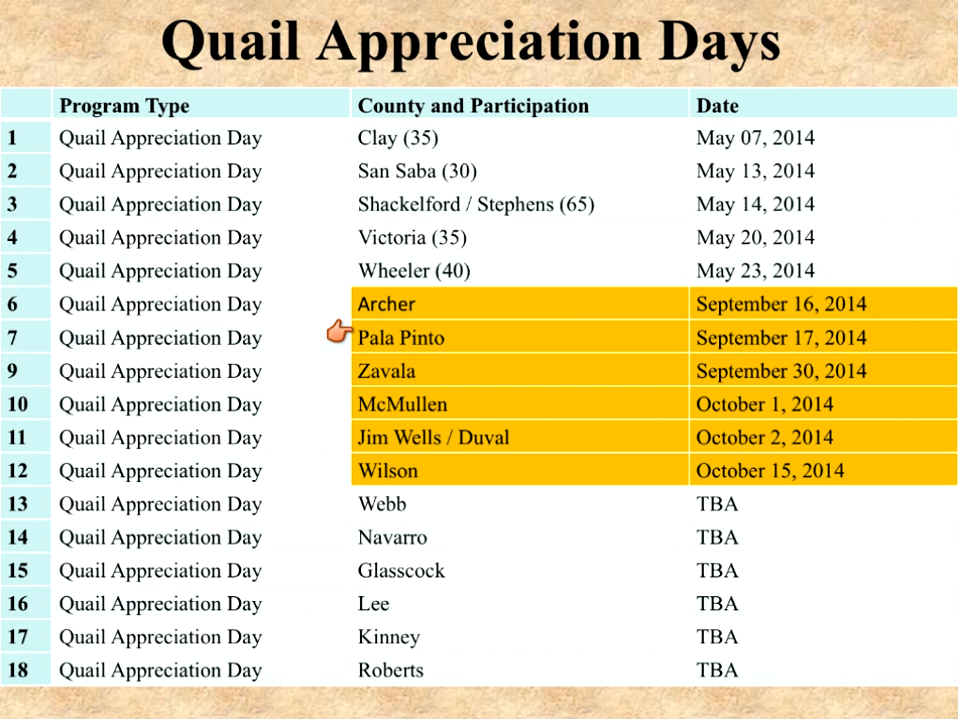 Quail Appreciation Days
Program Type County and Participation Date
1 Quail Appreciation Day Clay (35) May 07, 2014
2 Quail Appreciation Day San Saba (30) May 13, 2014
3 Quail Appreciation Day Shackelford / Stephens (65) May 14, 2014
4 Quail Appreciation Day Victoria (35) May 20, 2014
5 Quail Appreciation Day Wheeler (40) May 23, 2014
6 Quail Appreciation Day Archer September 16, 2014
7 Quail Appreciation Day Pala Pinto September 17, 2014
9 Quail Appreciation Day Zavala September 30, 2014
10 Quail Appreciation Day McMullen October 1, 2014
11 Quail Appreciation Day Jim Wells / Duval October 2, 2014
12 Quail Appreciation Day Wilson October 15, 2014
13 Quail Appreciation Day Webb TBA
14 Quail Appreciation Day Navarro TBA
15 Quail Appreciation Day Glasscock TBA
16 Quail Appreciation Day Lee TBA
17 Quail Appreciation Day Kinney TBA
18 Quail Appreciation Day Roberts TBA